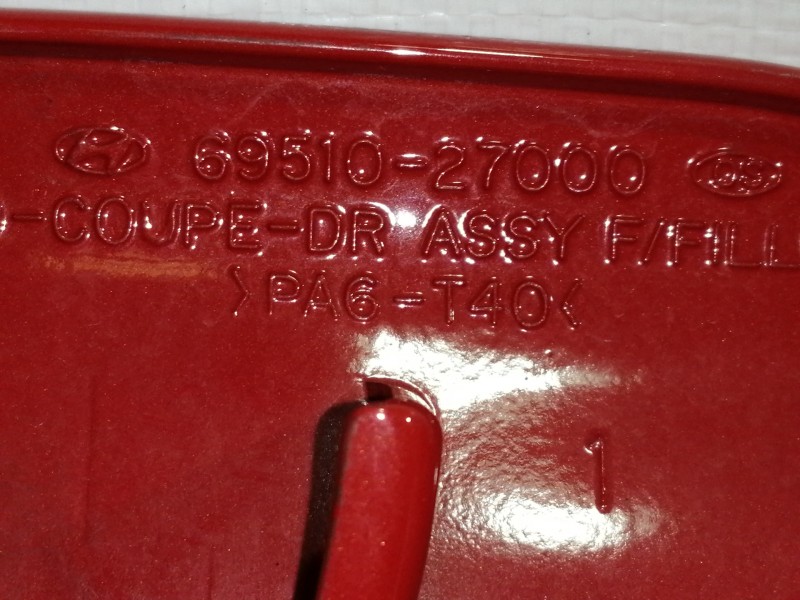 69510-27000
-COUPE-DR ASSY F/FILL
>PA6-T40<
1